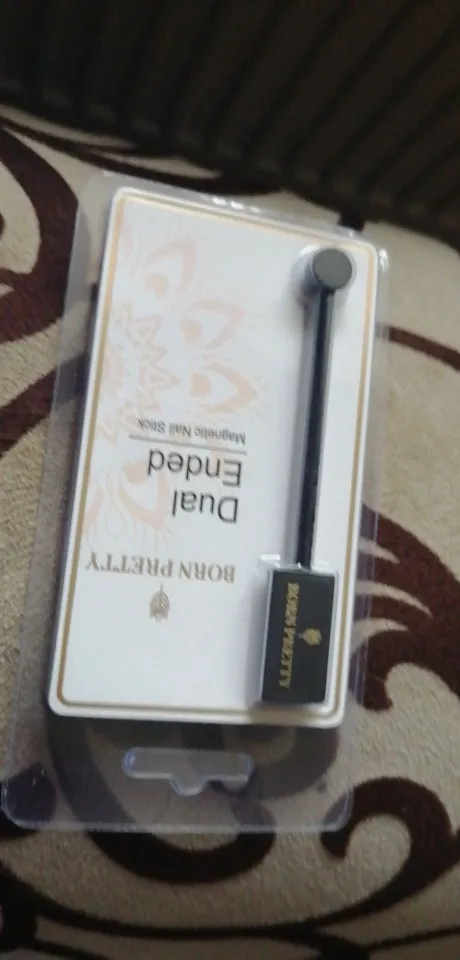 BORN PRETTY
Dual
Ended
Magnetic Nail Stick
BORN PRETTY